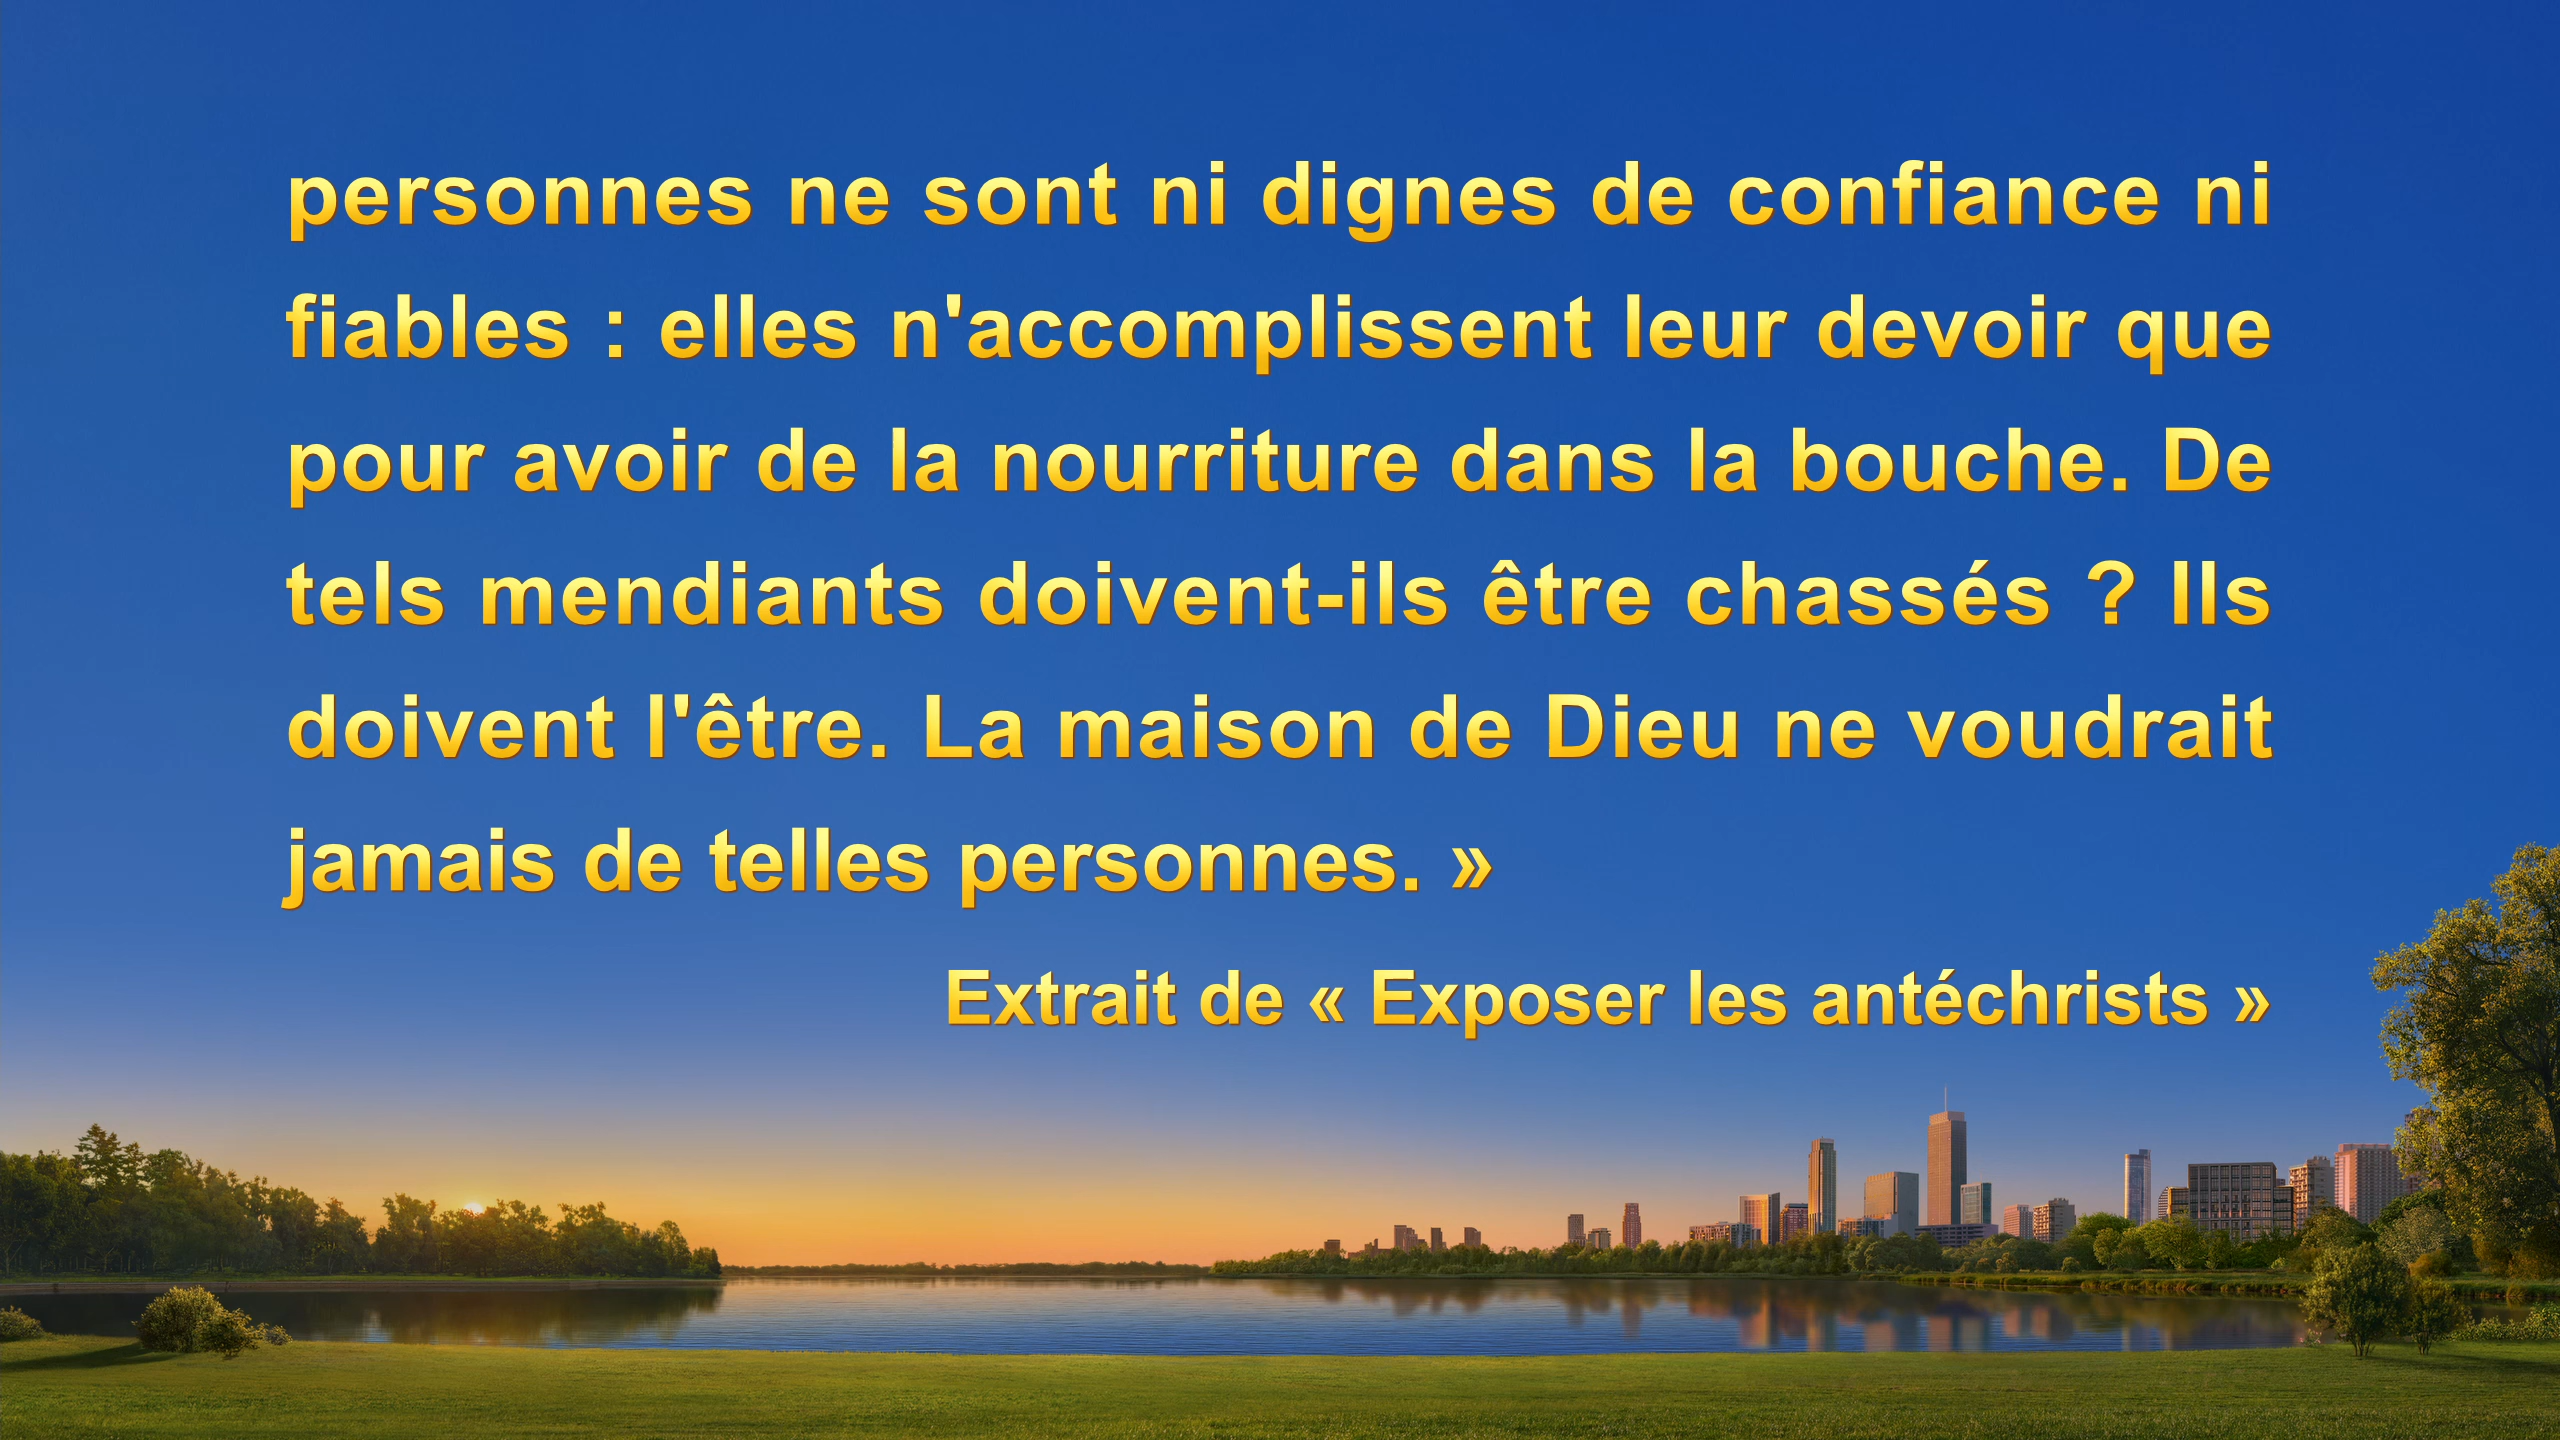 personnes ne sont ni dignes de confiance ni
fiables : elles n'accomplissent leur devoir que
pour avoir de la nourriture dans la bouche. De
tels mendiants doivent-ils être chassés ? Ils
doivent l'être. La maison de Dieu ne voudrait
jamais de telles personnes. »
Extrait de « Exposer les antéchrists »